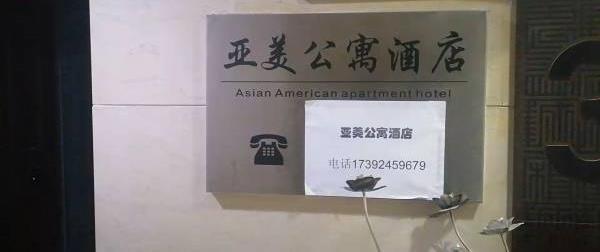 亚美公寓酒店
Asian American apartment hotel
亚美公寓酒店
电话17392459679
3